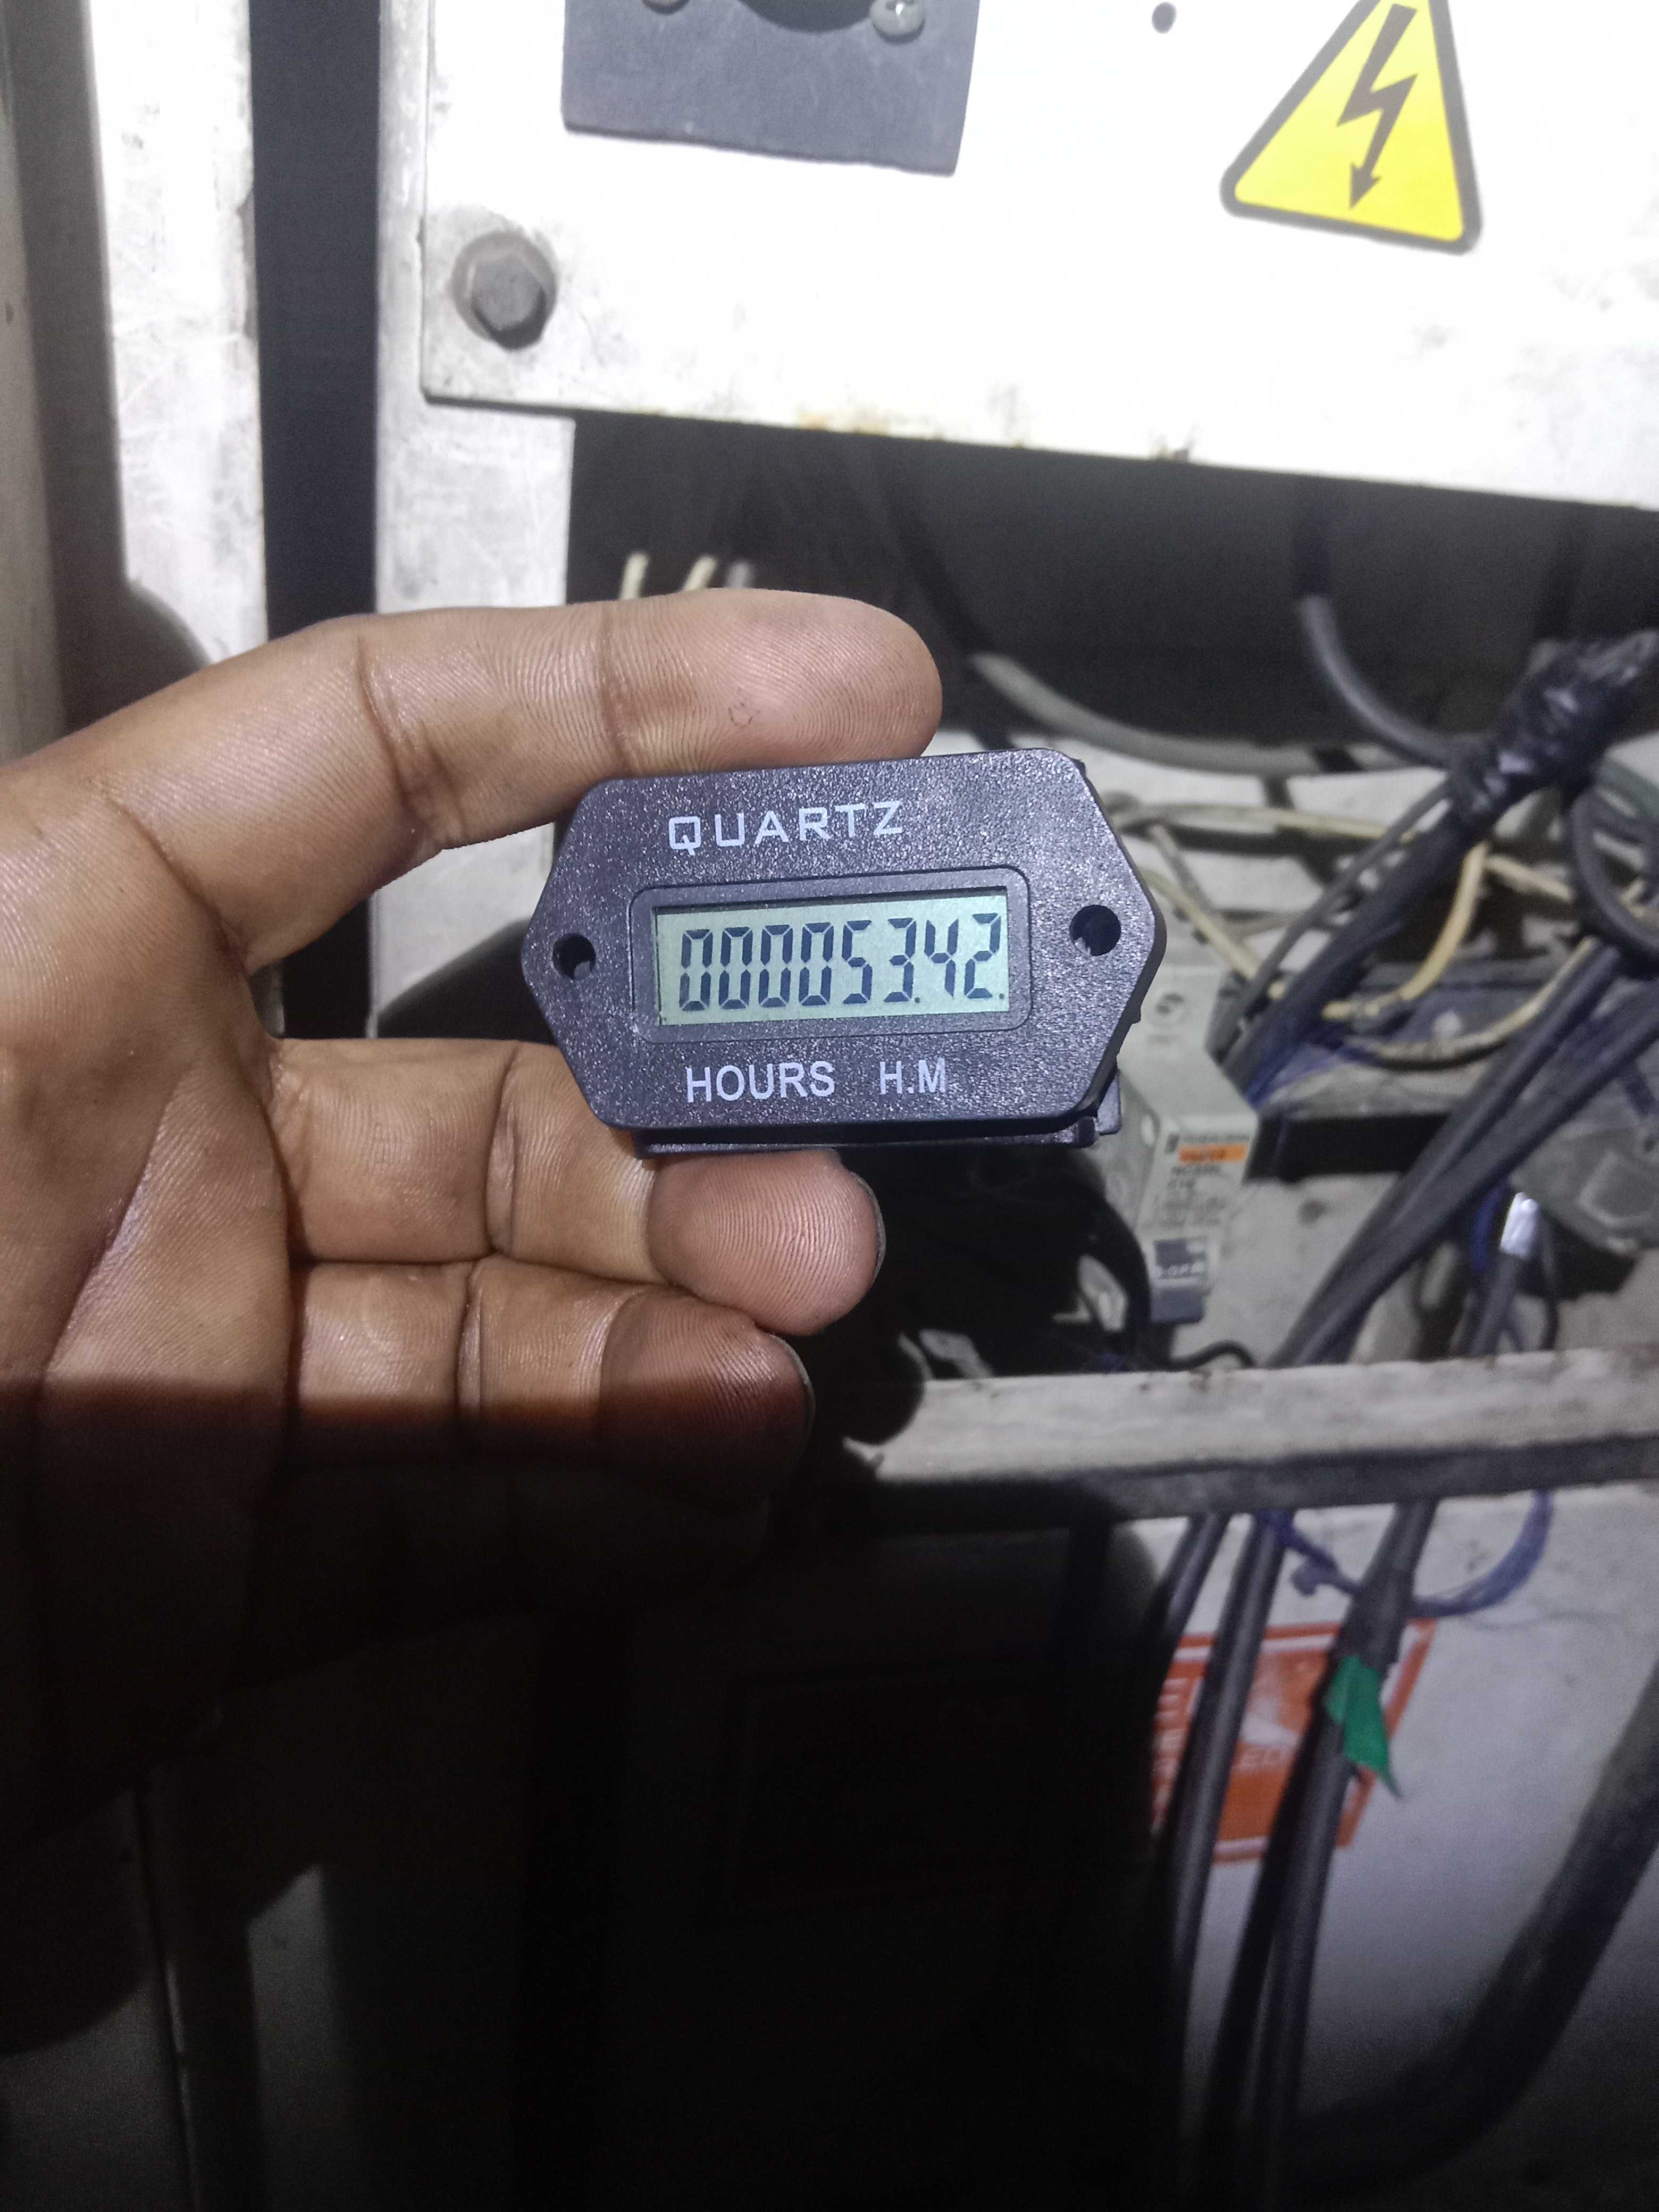 QUARTZ
00005342.
HOURS H.M